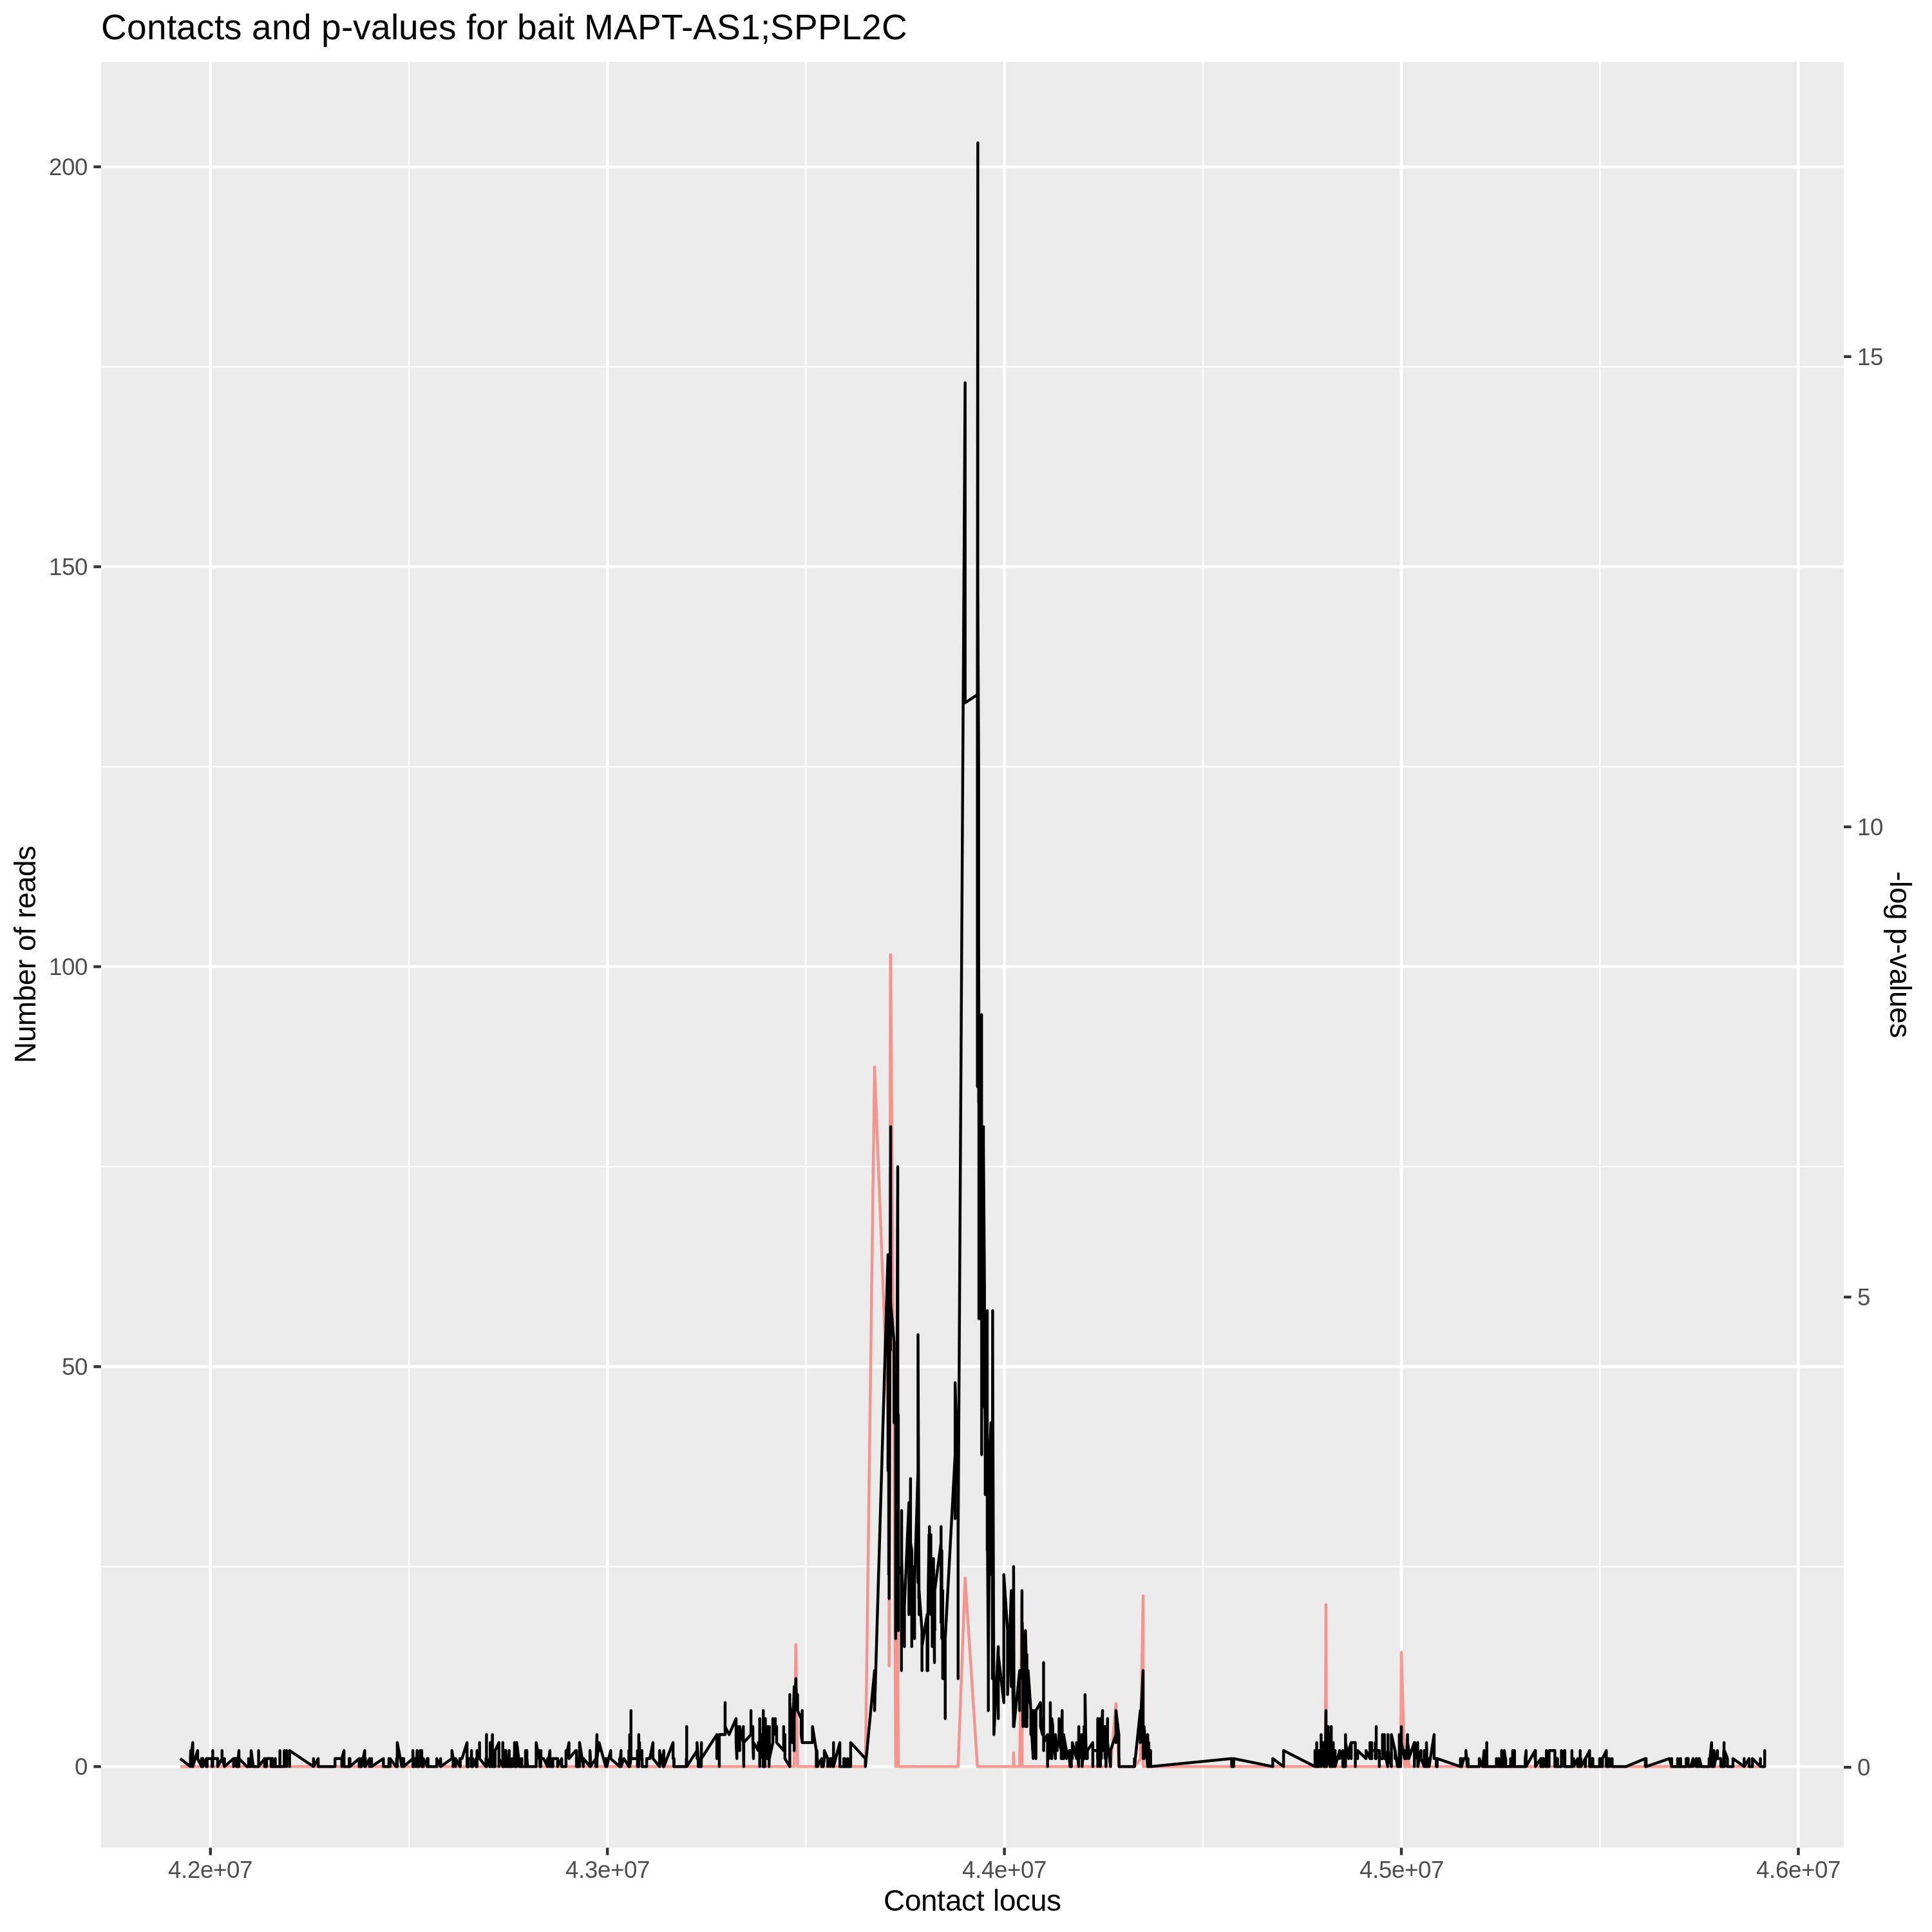 Contacts and p-values for bait MAPT-AS1;SPPL2C
200
150
100
50
0
Number of reads
15
10
5
0
-log p-values
4.2e+07
4.3e+07
4.4e+07
4.5e+07
4.6e+07
Contact locus